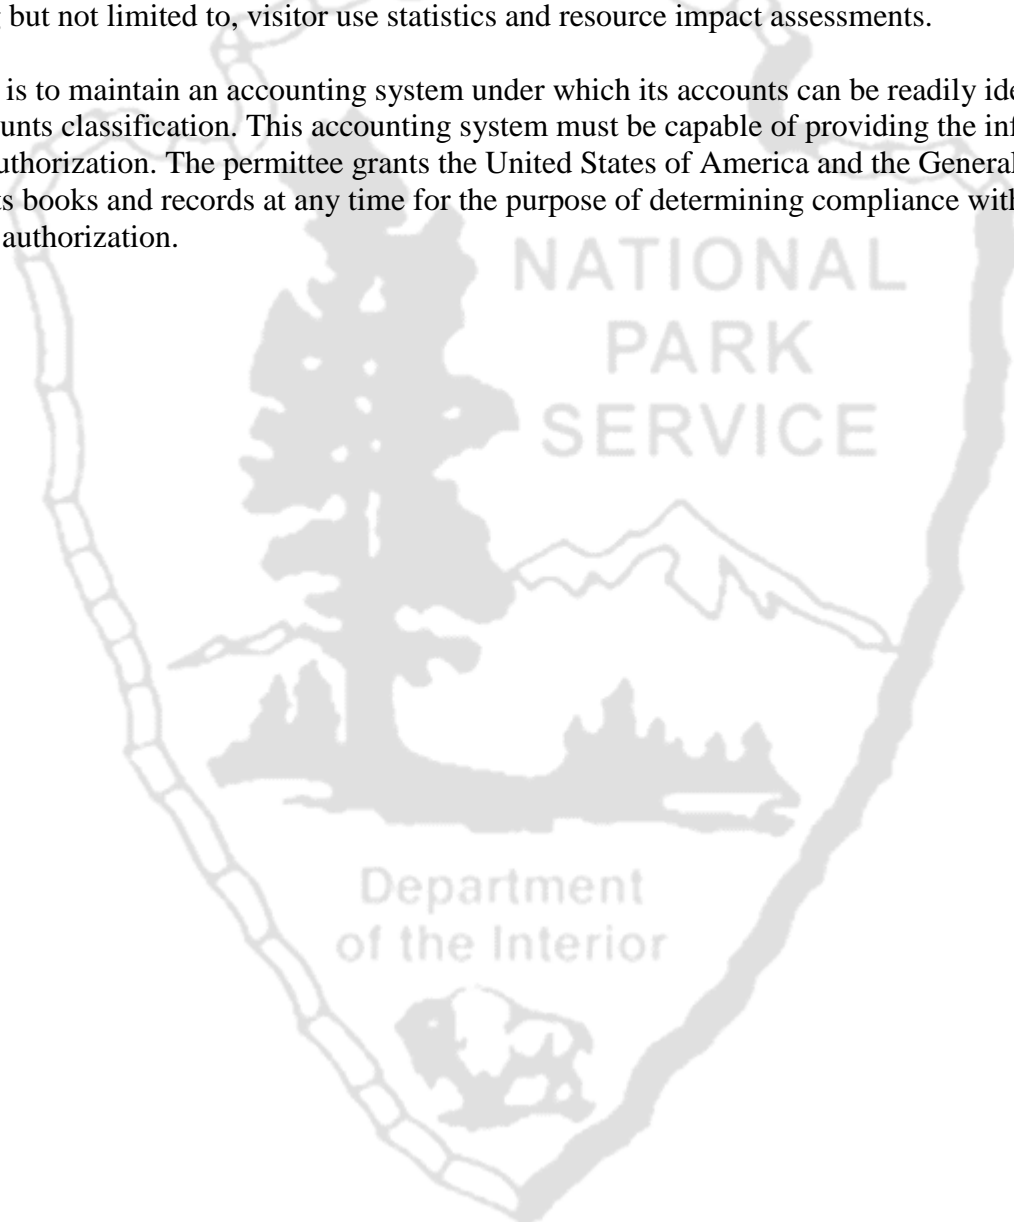 but not limited to, visitor use statistics and resource impact assessments.
is to maintain an accounting system under which its accounts can be readily ide
unts classification. This accounting system must be capable of providing the inf
uthorization. The permittee grants the United States of America and the General
ts books and records at any time for the purpose of determining compliance with
authorization.
NATIONAL
PARK
SERVICE
Department
of the Interior